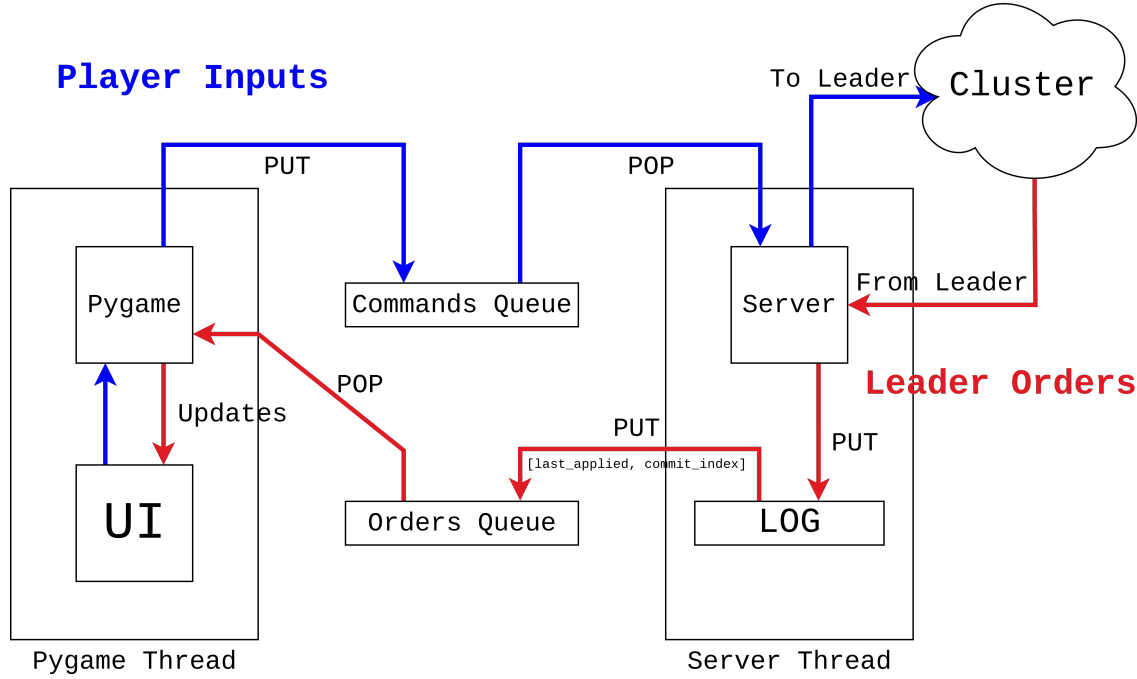 Player Inputs
To Leader
Cluster
PUT
POP
Pygame
Commands Queue
Server
From Leader
POP
Leader Orders
Updates
PUT
PUT
[last_applied, commit_index]
UI
Orders Queue
LOG
Pygame Thread
Server Thread